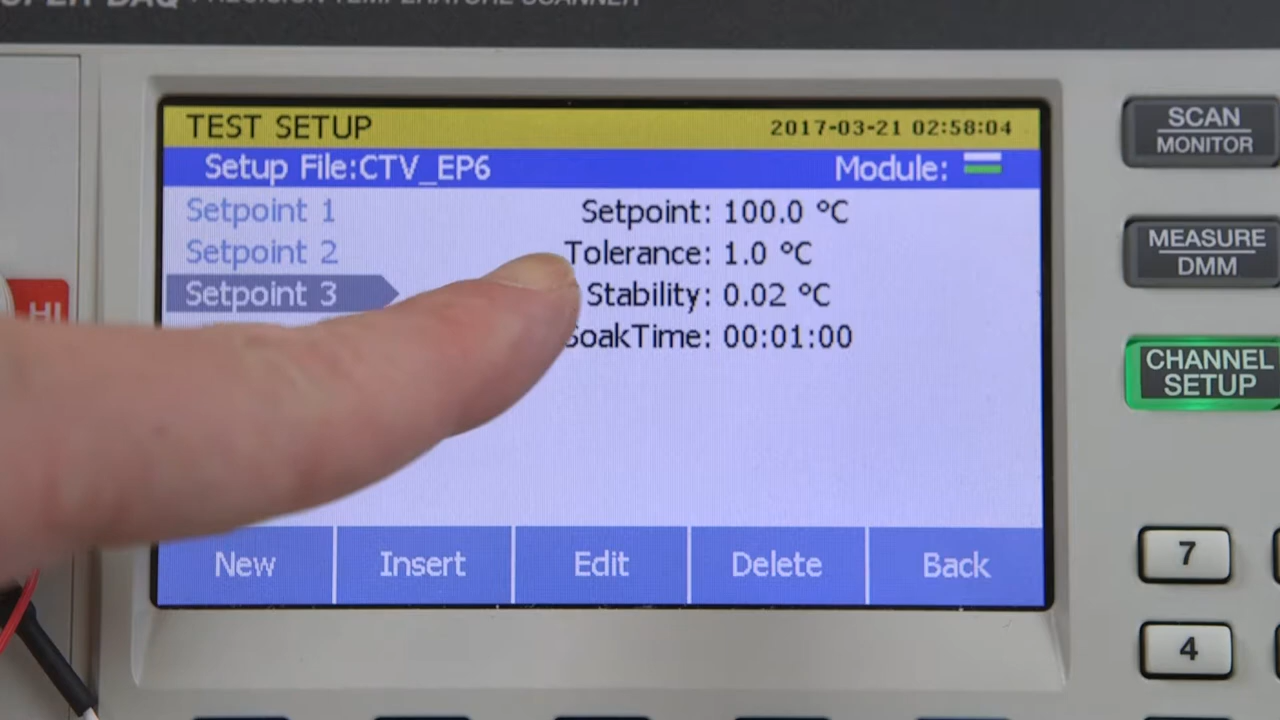 PRECISION TEMPERATURE SCANNER
TEST SETUP 2017-03-21 02:58:04
Setup File:CTV_EP6 Module:
Setpoint 1 Setpoint: 100.0 °C
Setpoint 2 Tolerance: 1.0 °C
Setpoint 3 Stability: 0.02 °C
SoakTime: 00:01:00
New Insert Edit Delete Back
SCAN
MONITOR
MEASURE
DMM
CHANNEL
SETUP
7
4
HI